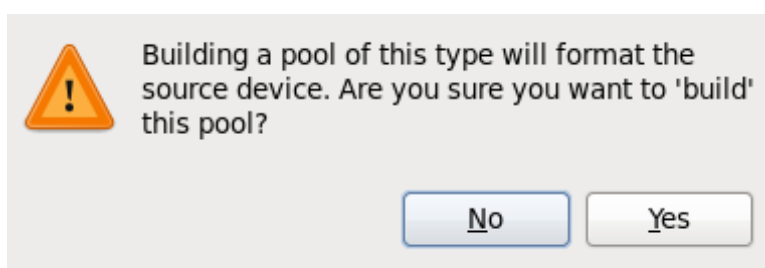 Building a pool of this type will format the
source device. Are you sure you want to 'build'
this pool?
No
Yes